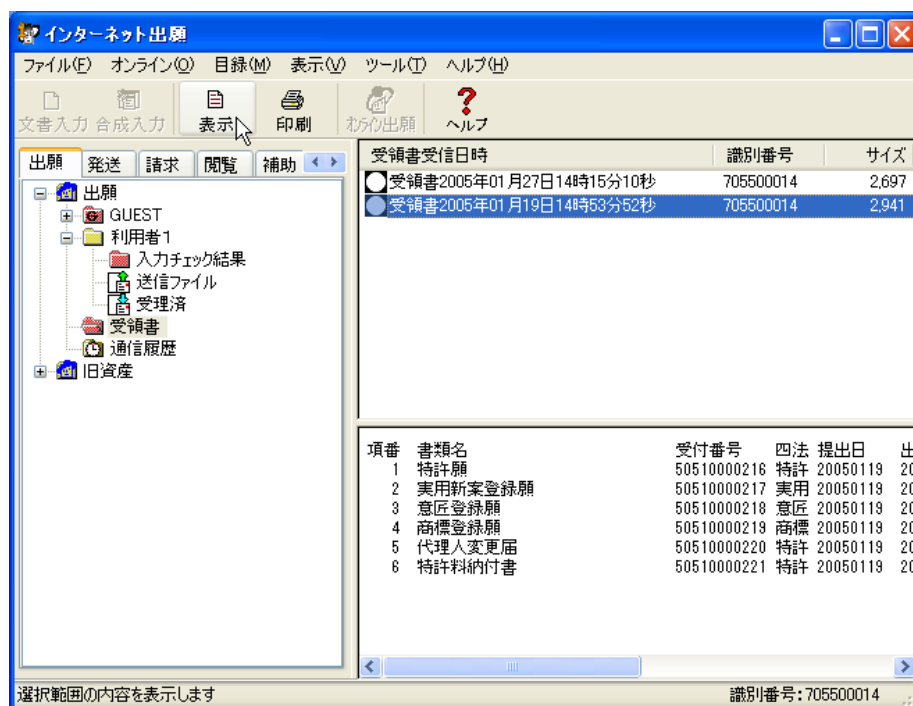 インターネット出願
ファイル(F) オンライン(O) 目録(M) 表示(V) ツール(T) ヘルプ(H)
文書入力 合成入力 表示 印刷 オンライン出願 ヘルプ
出願 発送 請求 閲覧 補助
出願
GUEST
利用者1
入力チェック結果
送信ファイル
受理済
受領書
通信履歴
旧資産
受領書受信日時 識別番号 サイズ
受領書2005年01月27日14時15分10秒 705500014 2,697
受領書2005年01月19日14時53分52秒 705500014 2,941
項番 書類名 受付番号 四法 提出日 出
1 特許願 50510000216 特許 20050119 20
2 実用新案登録願 50510000217 実用 20050119 20
3 意匠登録願 50510000218 意匠 20050119 20
4 商標登録願 50510000219 商標 20050119 20
5 代理人変更届 50510000220 特許 20050119 20
6 特許料納付書 50510000221 特許 20050119 20
選択範囲の内容を表示します 識別番号:705500014